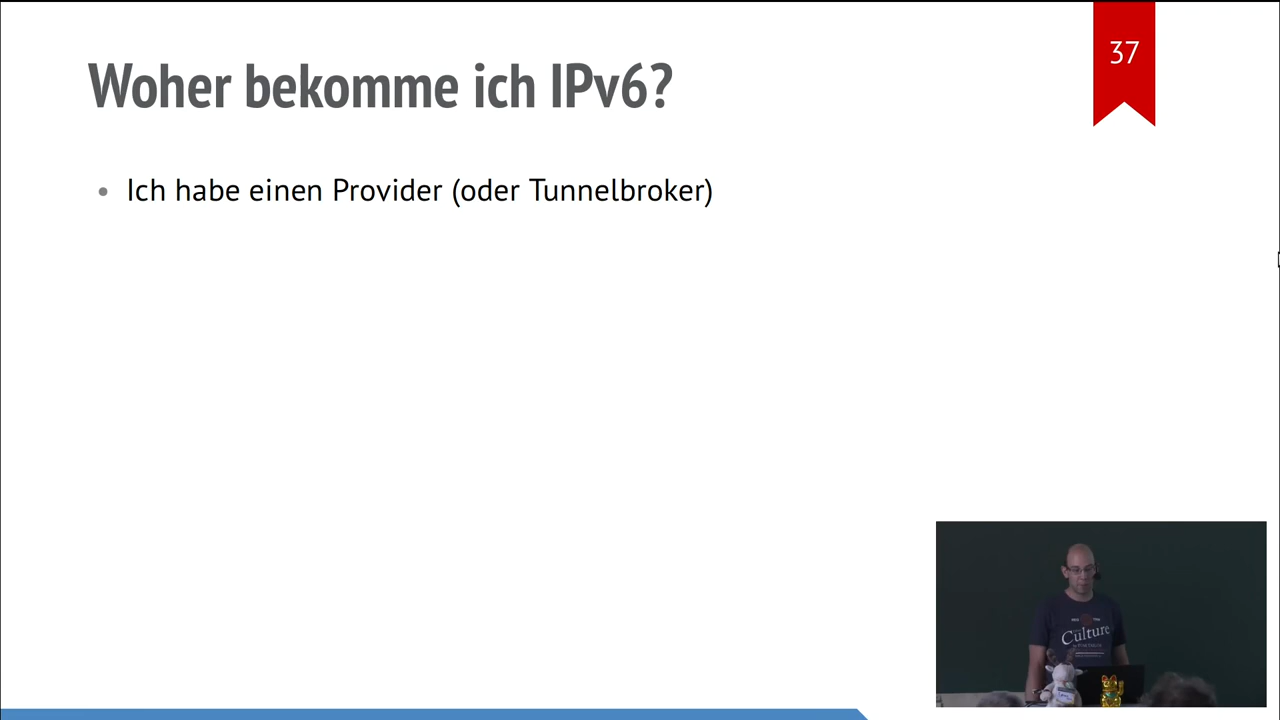 37
Woher bekomme ich IPv6?
• Ich habe einen Provider (oder Tunnelbroker)
Culture